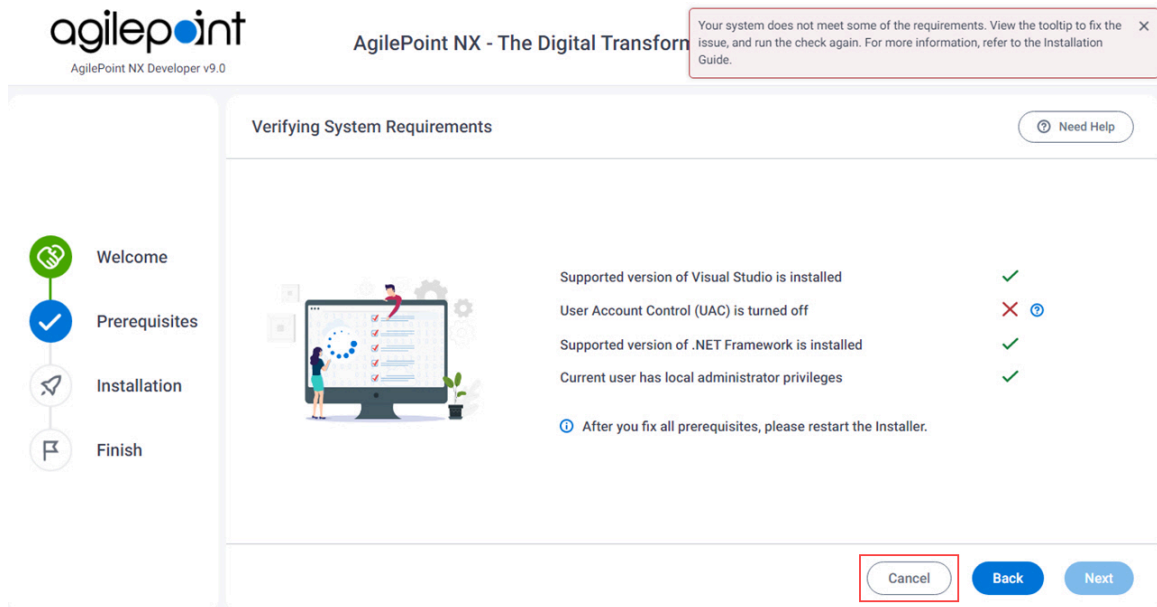 agilepoint
AgilePoint NX Developer v9.0
AgilePoint NX - The Digital Transform
Your system does not meet some of the requirements. View the tooltip to fix the
issue, and run the check again. For more information, refer to the Installation
Guide.
Verifying System Requirements
Need Help
Welcome
Prerequisites
Installation
Finish
Supported version of Visual Studio is installed
User Account Control (UAC) is turned off
Supported version of .NET Framework is installed
Current user has local administrator privileges
After you fix all prerequisites, please restart the Installer.
Cancel
Back
Next